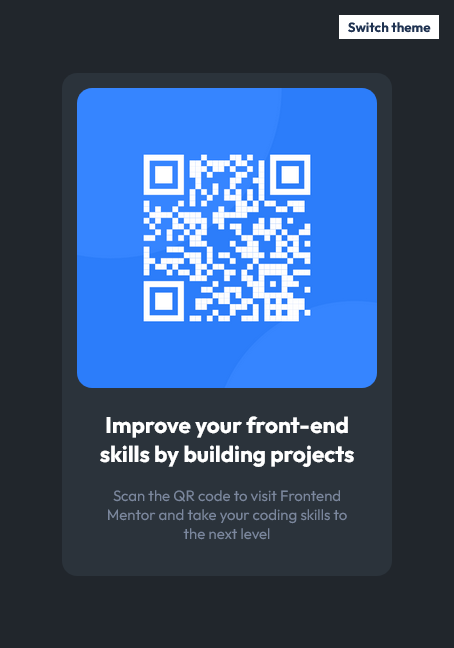 Switch theme
Improve your front-end
skills by building projects
Scan the QR code to visit Frontend
Mentor and take your coding skills to
the next level